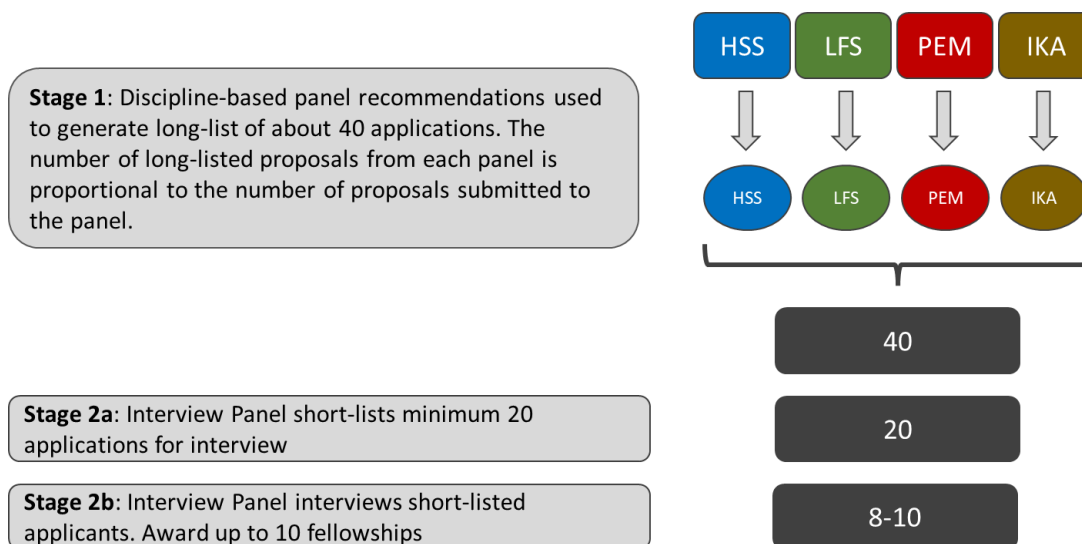 HSS LFS PEM IKA
Stage 1: Discipline-based panel recommendations used
to generate long-list of about 40 applications. The
number of long-listed proposals from each panel is
proportional to the number of proposals submitted to
the panel.
HSS LFS PEM IKA
40
Stage 2a: Interview Panel short-lists minimum 20
applications for interview
20
Stage 2b: Interview Panel interviews short-listed
applicants. Award up to 10 fellowships
8-10